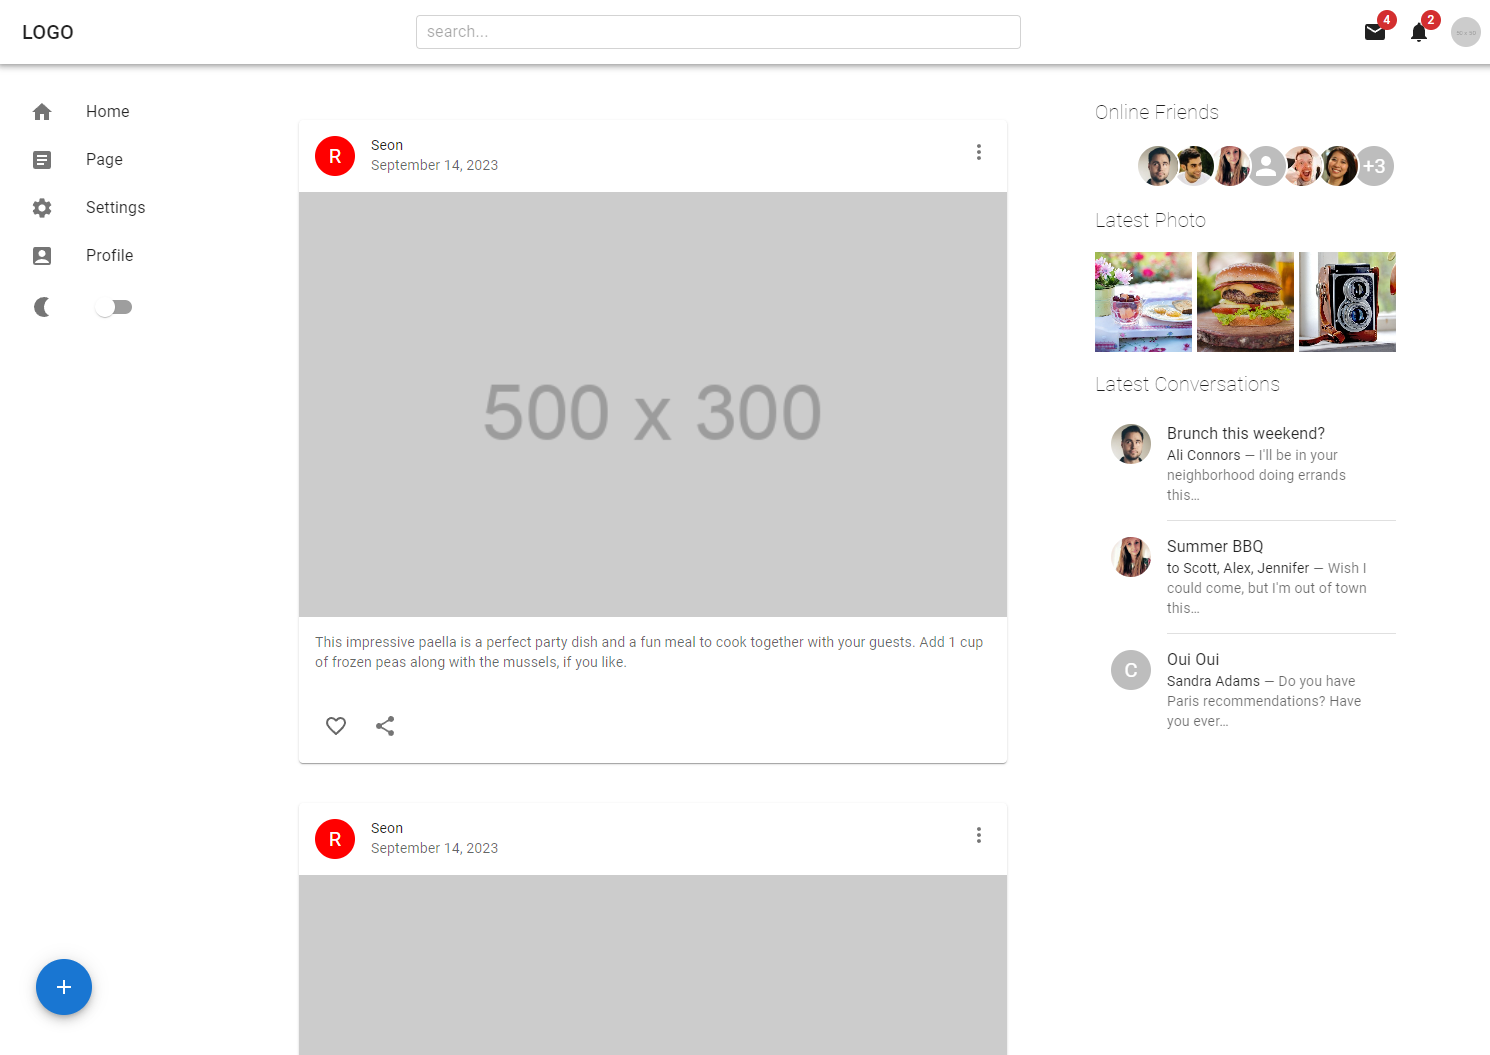 LOGO
search...
4
2
Home
Page
Settings
Profile
R
Seon
September 14, 2023
500 x 300
This impressive paella is a perfect party dish and a fun meal to cook together with your guests. Add 1 cup
of frozen peas along with the mussels, if you like.
R
Seon
September 14, 2023
Online Friends
+3
Latest Photo
Latest Conversations
Brunch this weekend?
Ali Connors — I'll be in your
neighborhood doing errands
this…
Summer BBQ
to Scott, Alex, Jennifer — Wish I
could come, but I'm out of town
this…
C
Oui Oui
Sandra Adams — Do you have
Paris recommendations? Have
you ever…